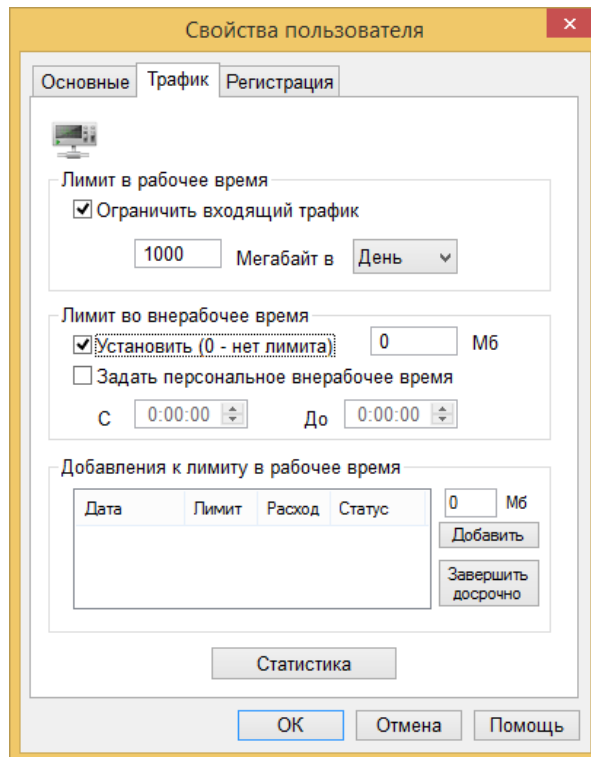 Свойства пользователя
Основные Трафик Регистрация
Лимит в рабочее время
Ограничить входящий трафик
1000 Мегабайт в День
Лимит во внерабочее время
Установить (0 - нет лимита) 0 Мб
Задать персональное внерабочее время
С 0:00:00 До 0:00:00
Добавления к лимиту в рабочее время
Дата Лимит Расход Статус 0 Мб
Добавить
Завершить
досрочно
Статистика
ОК Отмена Помощь